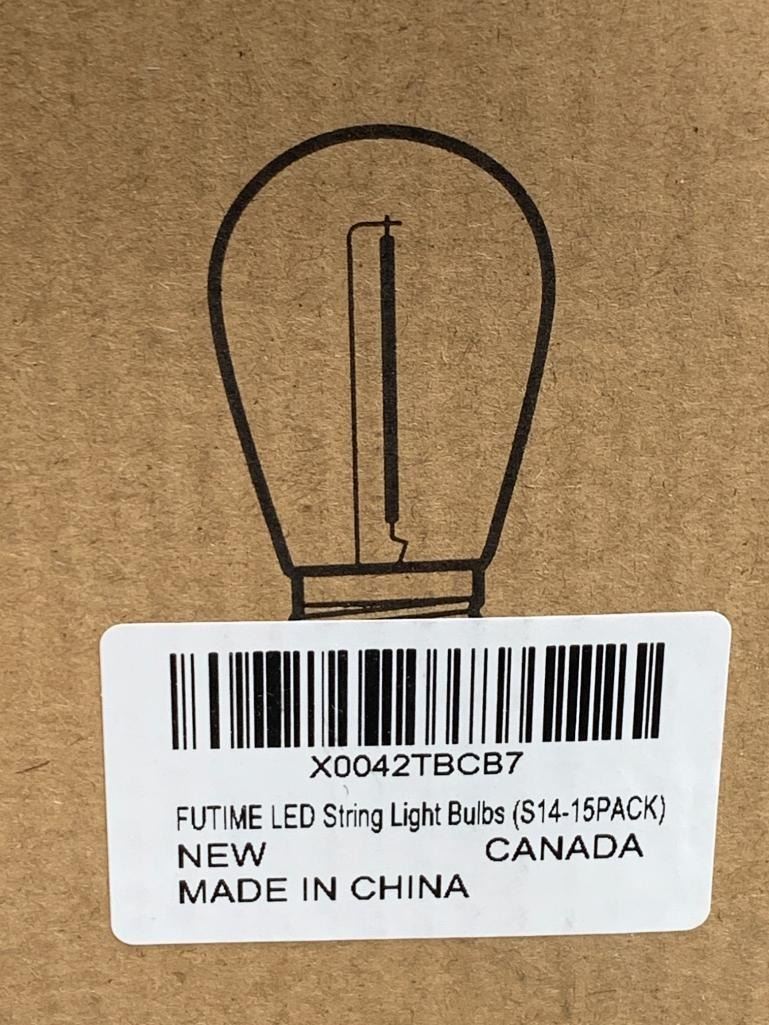 X0042TBCB7
FUTIME LED String Light Bulbs (S14-15PACK)
NEW CANADA
MADE IN CHINA